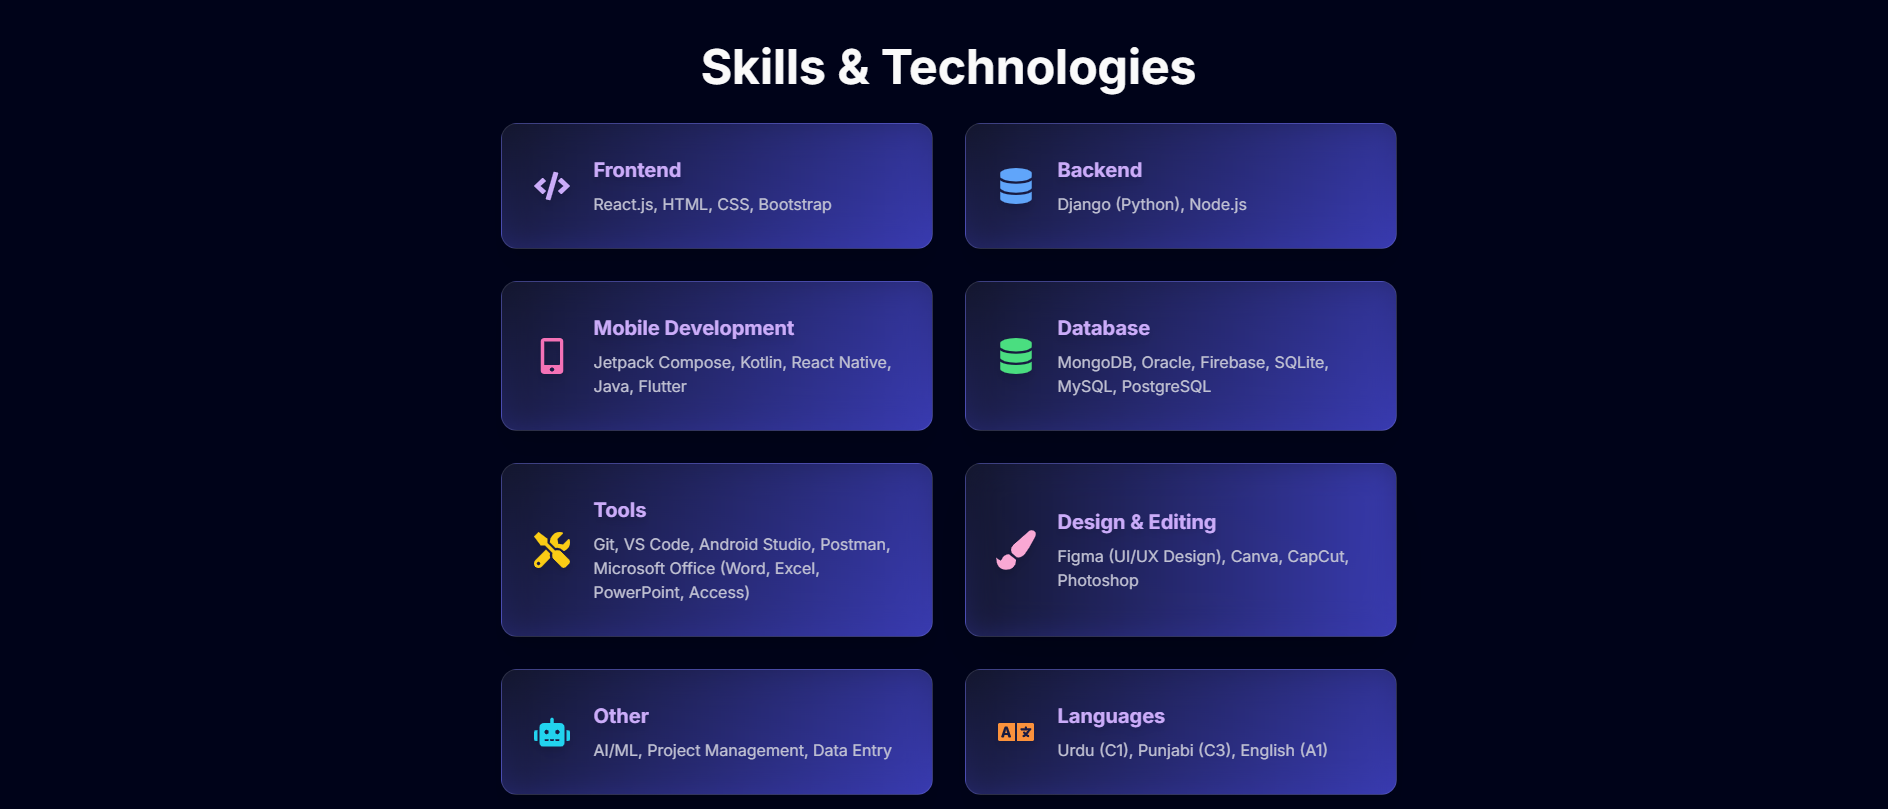 Skills & Technologies
Frontend
React.js, HTML, CSS, Bootstrap
Backend
Django (Python), Node.js
Mobile Development
Jetpack Compose, Kotlin, React Native,
Java, Flutter
Database
MongoDB, Oracle, Firebase, SQLite,
MySQL, PostgreSQL
Tools
Git, VS Code, Android Studio, Postman,
Microsoft Office (Word, Excel,
PowerPoint, Access)
Design & Editing
Figma (UI/UX Design), Canva, CapCut,
Photoshop
Other
AI/ML, Project Management, Data Entry
Languages
Urdu (C1), Punjabi (C3), English (A1)